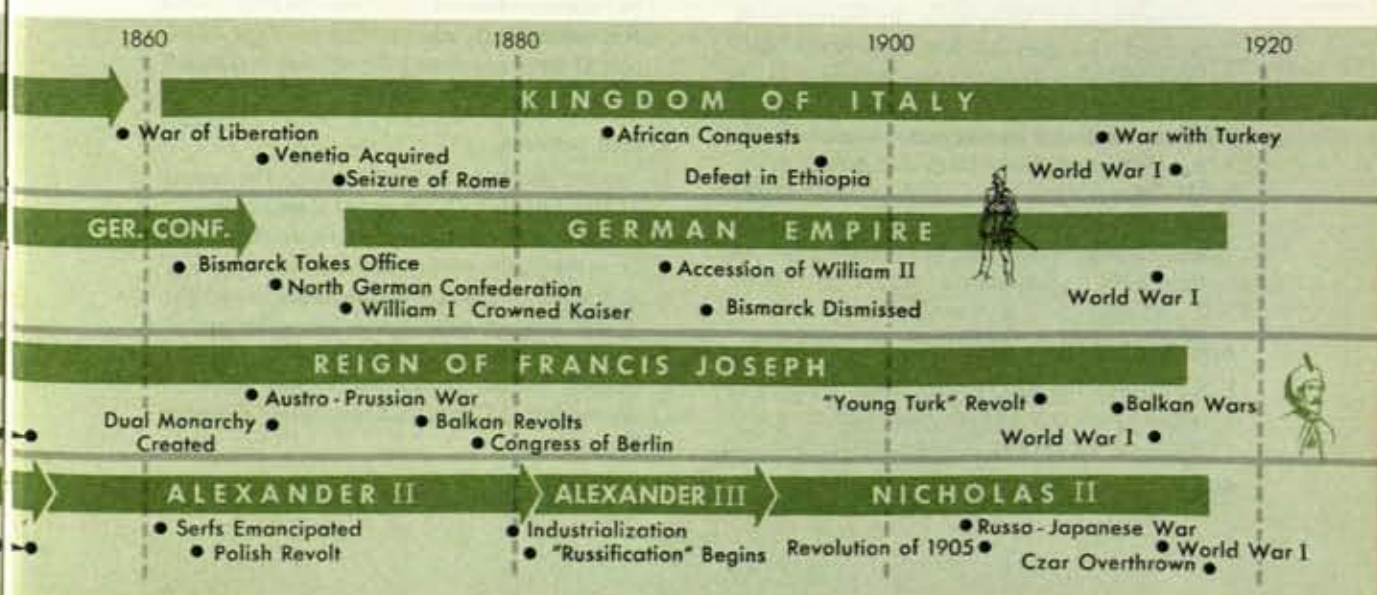 1860 1880 1900 1920
KINGDOM OF ITALY
War of Liberation
African Conquests
War with Turkey
Venetia Acquired
Defeat in Ethiopia
World War I
Seizure of Rome
GER. CONF.
GERMAN EMPIRE
Bismarck Takes Office
Accession of William II
North German Confederation
World War I
William I Crowned Kaiser
Bismarck Dismissed
REIGN OF FRANCIS JOSEPH
Austro-Prussian War
"Young Turk" Revolt
Balkan Wars
Dual Monarchy
Created
Balkan Revolts
World War I
Congress of Berlin
ALEXANDER II
ALEXANDER III
NICHOLAS II
Serfs Emancipated
Industrialization
Russo-Japanese War
Polish Revolt
"Russification" Begins
Revolution of 1905
World War I
Czar Overthrown